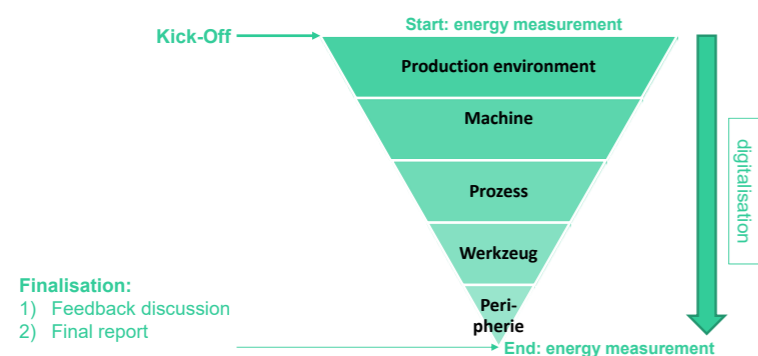 Start: energy measurement
Kick-Off
Production environment
Machine
Prozess
Werkzeug
Peri-
pherie
digitalisation
Finalisation:
1) Feedback discussion
2) Final report
End: energy measurement